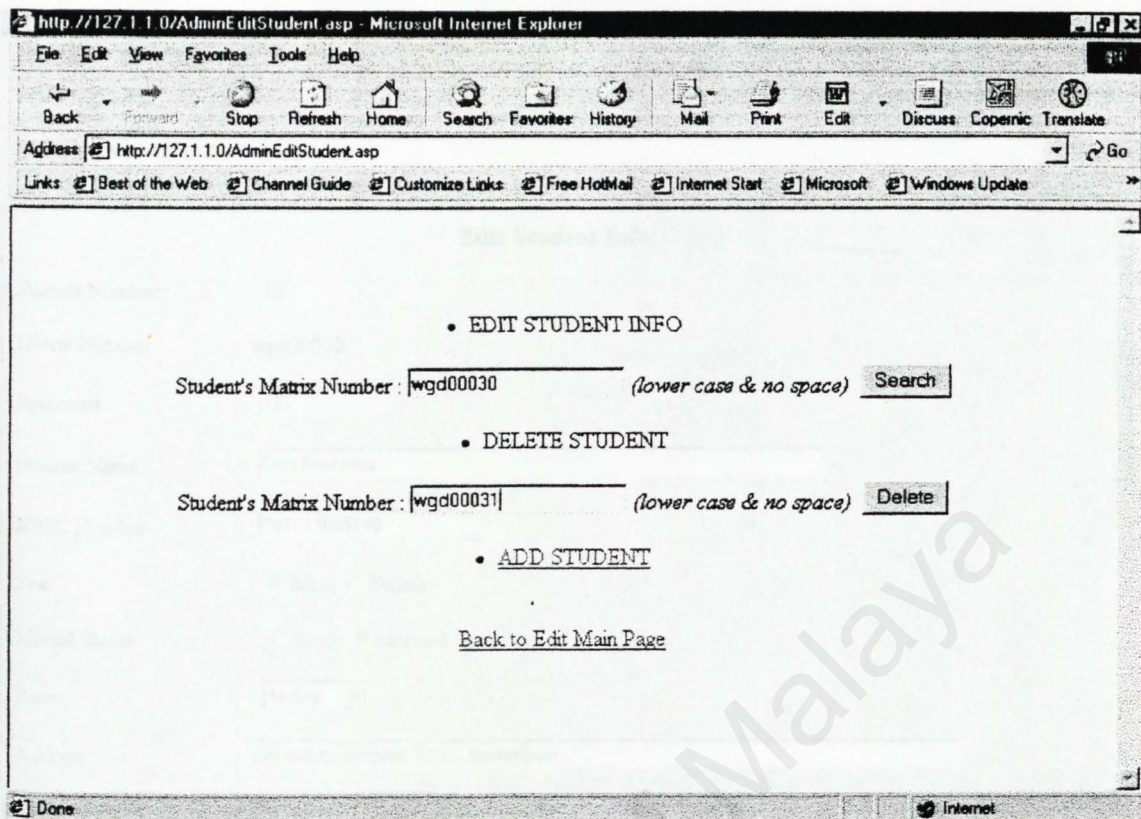 http.//127.1.1.0/AdminEditStudent.asp - Microsoft Internet Explorer
File Edit View Favorites Tools Help
Back Forward Stop Refresh Home Search Favorites History Mail Print Edit Discuss Copernic Translate
Address http://127.1.1.0/AdminEditStudent.asp Go
Links Best of the Web Channel Guide Customize Links Free HotMail Internet Start Microsoft Windows Update
Edit Student Info
• EDIT STUDENT INFO
Student's Matrix Number : wgd00030 (lower case & no space) Search
Password
• DELETE STUDENT
Student's Matrix Number : wgd00031 (lower case & no space) Delete
• ADD STUDENT
Back to Edit Main Page
Malaya
Done Internet